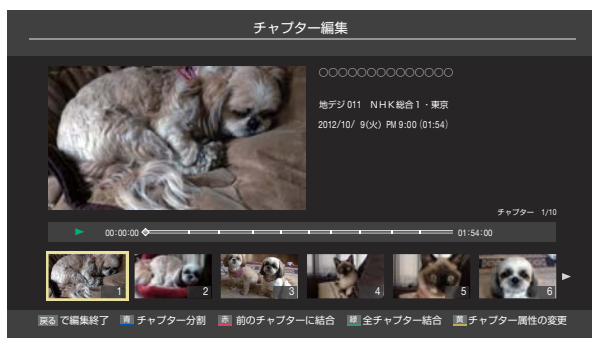 チャプター編集
○○○○○○○○○○○○○○
地デジ 011 ＮＨＫ総合１・東京
2012/10/ 9(火) PM 9:00 (01:54)
チャプター 1/10
00:00:00 01:54:00
1 2 3 4 5 6
戻る で編集終了 青 チャプター分割 赤 前のチャプターに結合 緑 全チャプター結合 黄 チャプター属性の変更